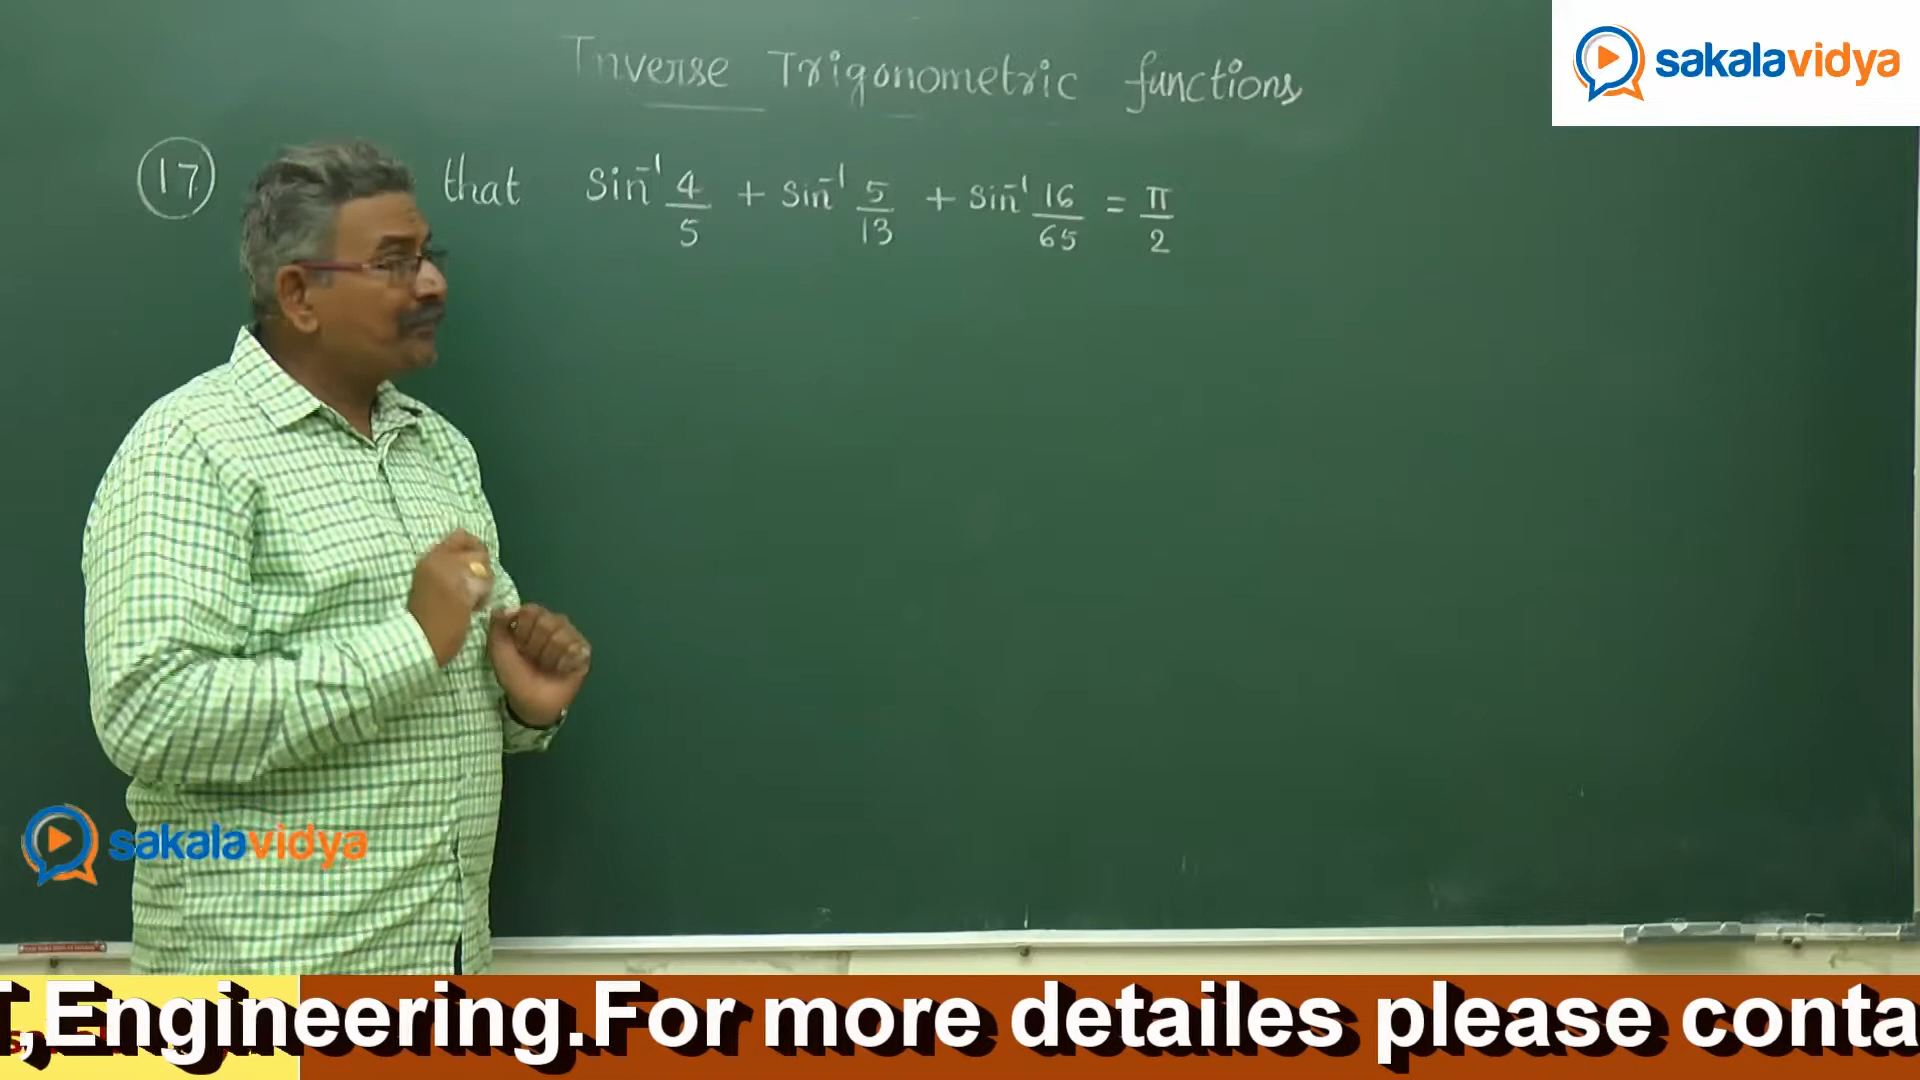 Inverse Trigonometric functions
sakalavidya
17 that Sin⁻¹ 4/5 + Sin⁻¹ 5/13 + Sin⁻¹ 16/65 = π/2
sakalavidya
,Engineering.For more detailes please conta